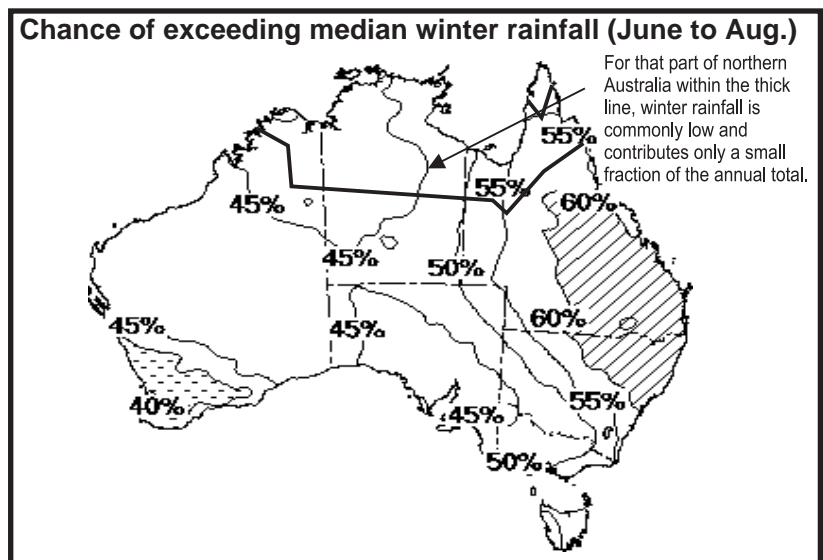 Chance of exceeding median winter rainfall (June to Aug.)
For that part of northern
Australia within the thick
line, winter rainfall is
commonly low and
contributes only a small
fraction of the annual total.
55%
55%
60%
45%
45%
50%
60%
45%
45%
40%
55%
45%
50%